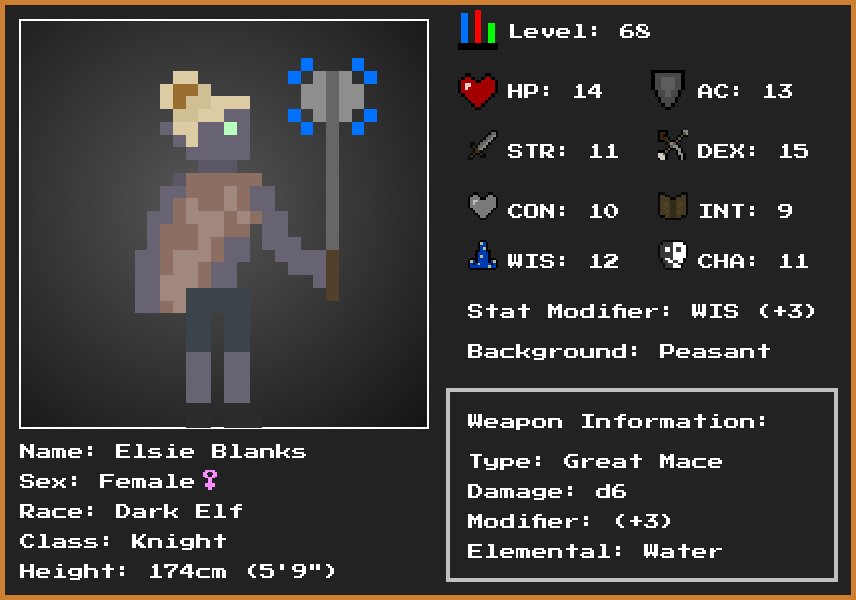 Level: 68
HP: 14
AC: 13
STR: 11
DEX: 15
CON: 10
INT: 9
WIS: 12
CHA: 11
Stat Modifier: WIS (+3)
Background: Peasant
Weapon Information:
Type: Great Mace
Damage: d6
Modifier: (+3)
Elemental: Water
Name: Elsie Blanks
Sex: Female♀
Race: Dark Elf
Class: Knight
Height: 174cm (5'9")